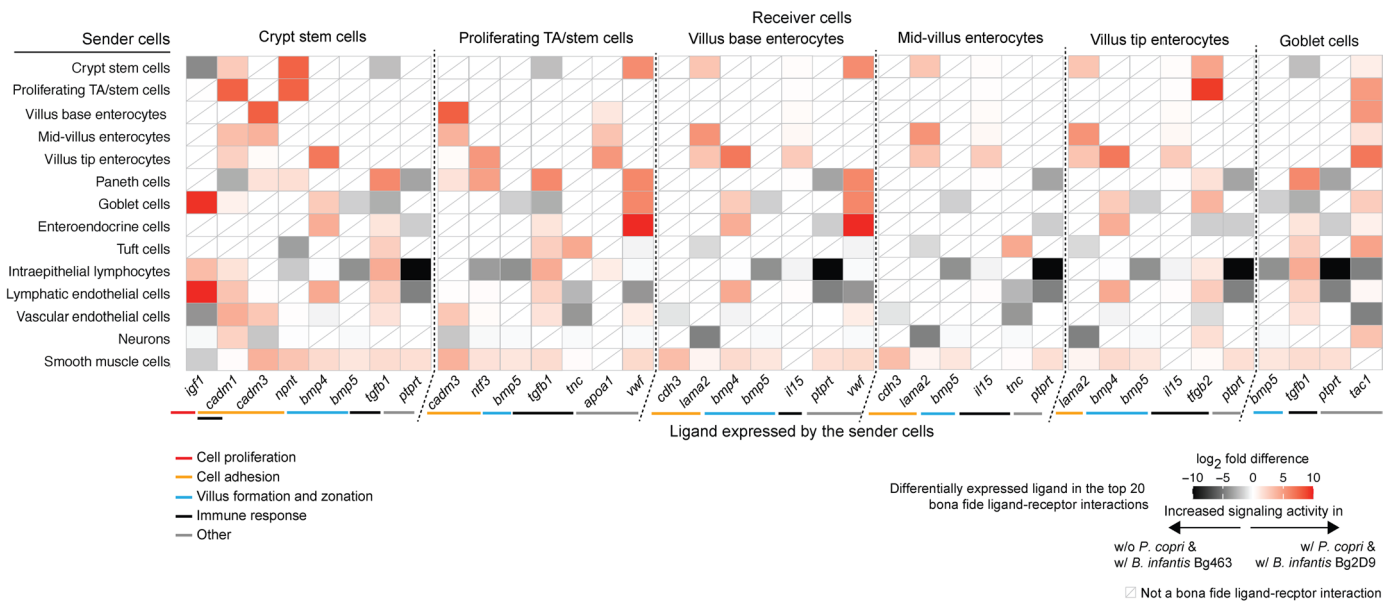 Receiver cells
Sender cells
Crypt stem cells
Proliferating TA/stem cells
Villus base enterocytes
Mid-villus enterocytes
Villus tip enterocytes
Goblet cells
Crypt stem cells
Proliferating TA/stem cells
Villus base enterocytes
Mid-villus enterocytes
Villus tip enterocytes
Paneth cells
Goblet cells
Enteroendocrine cells
Tuft cells
Intraepithelial lymphocytes
Lymphatic endothelial cells
Vascular endothelial cells
Neurons
Smooth muscle cells
igf1
cadm1
cadm3
npnt
bmp4
bmp5
tgfb1
ptprt
cadm3
ntf3
bmp5
tgfb1
tnc
apoa1
vwf
cdh3
lama2
bmp4
bmp5
il15
ptprt
vwf
cdh3
lama2
bmp5
il15
tnc
ptprt
lama2
bmp4
bmp5
il15
tfgb2
ptprt
bmp5
tgfb1
ptprt
tac1
Ligand expressed by the sender cells
Cell proliferation
Cell adhesion
Villus formation and zonation
Immune response
Other
Differentially expressed ligand in the top 20
bona fide ligand-receptor interactions
log2 fold difference
−10 −5 0 5 10
Increased signaling activity in
w/o P. copri &
w/ B. infantis Bg463
w/ P. copri &
w/ B. infantis Bg2D9
Not a bona fide ligand-recptor interaction